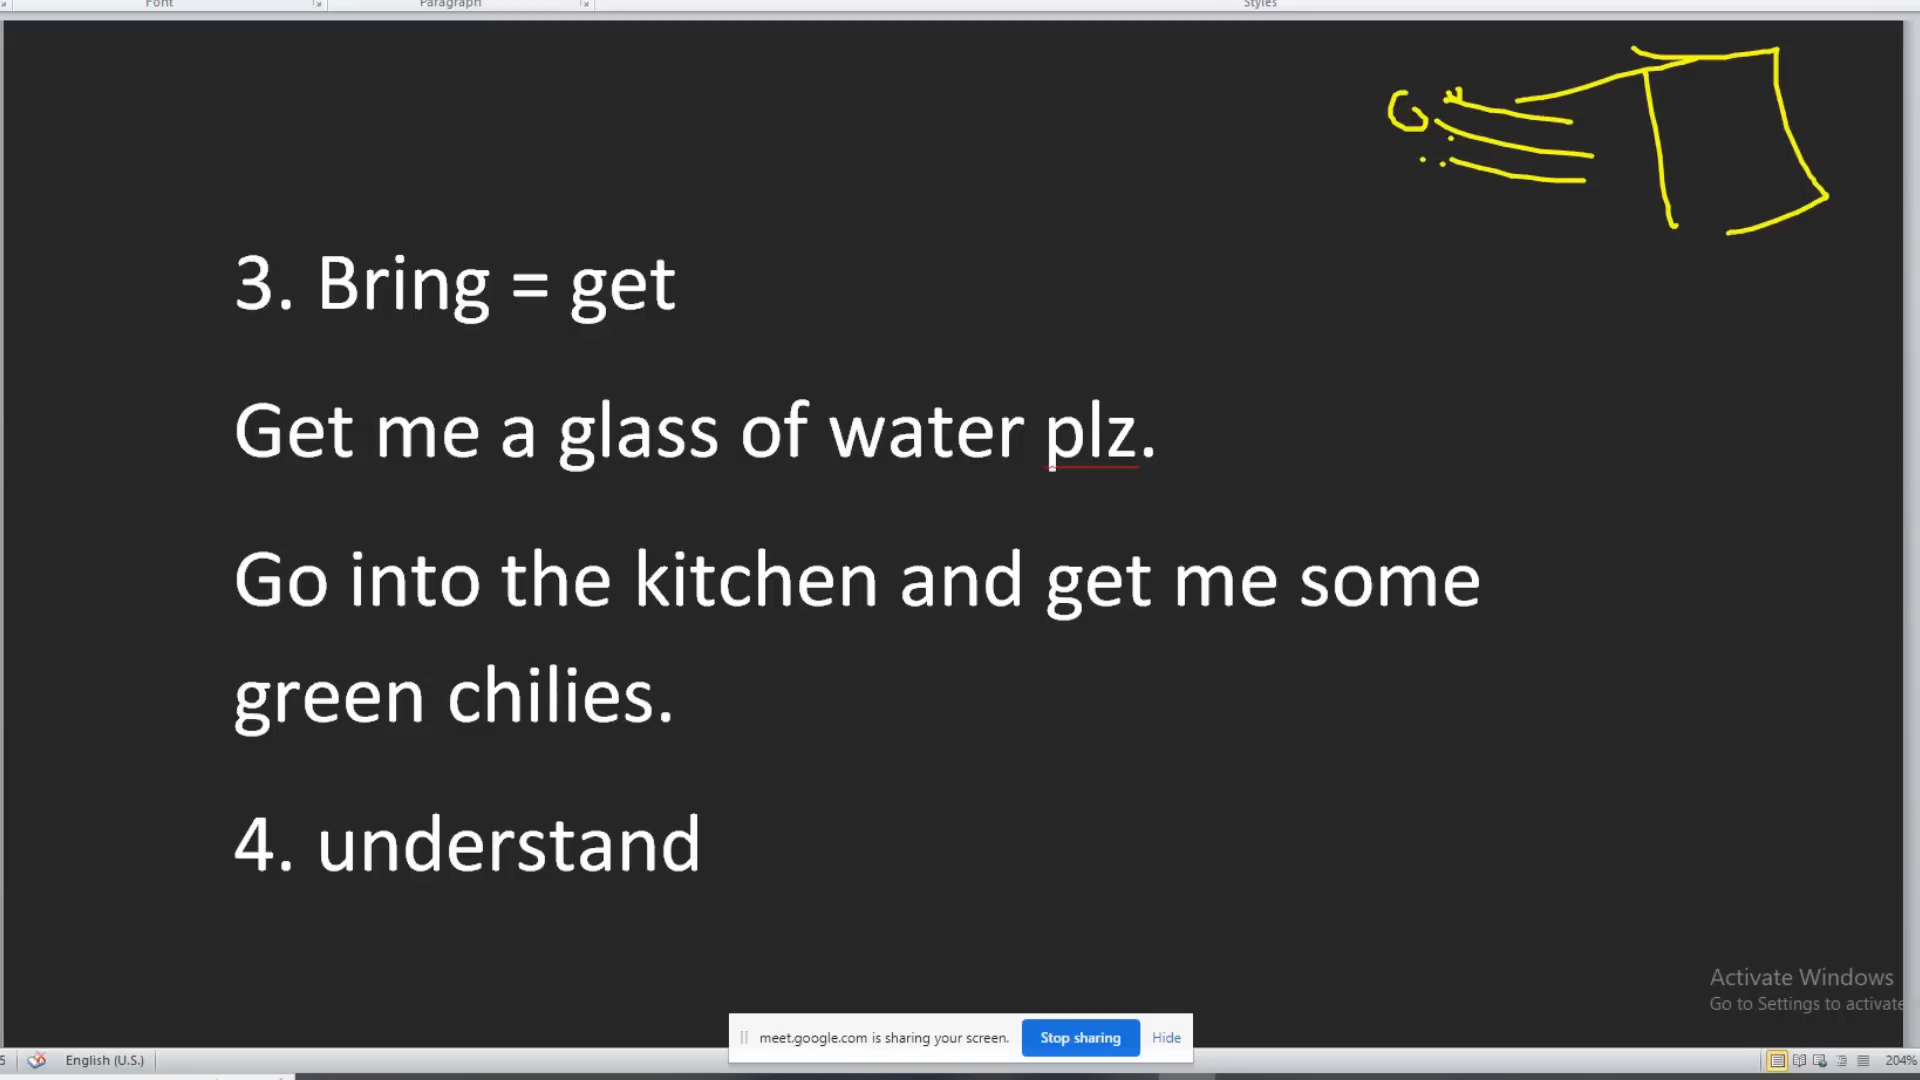 Font
Paragraph
Styles
3. Bring = get
Get me a glass of water plz.
Go into the kitchen and get me some
green chilies.
4. understand
Activate Windows
Go to Settings to activate
meet.google.com is sharing your screen. Stop sharing Hide
5 English (U.S.) 204%